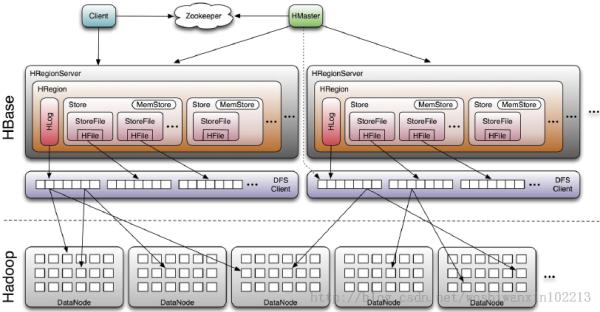 Client
Zookeeper
HMaster
HBase
HRegionServer
HRegion
HLog
Store
MemStore
StoreFile
HFile
StoreFile
HFile
...
Store
MemStore
StoreFile
HFile
...
...
HRegionServer
HRegion
HLog
Store
MemStore
StoreFile
HFile
StoreFile
HFile
...
Store
MemStore
StoreFile
HFile
...
...
...
...
DFS
Client
...
DFS
Client
Hadoop
DataNode
DataNode
DataNode
DataNode
DataNode
...
http://blog.csdn.net/woshiwenxin102213